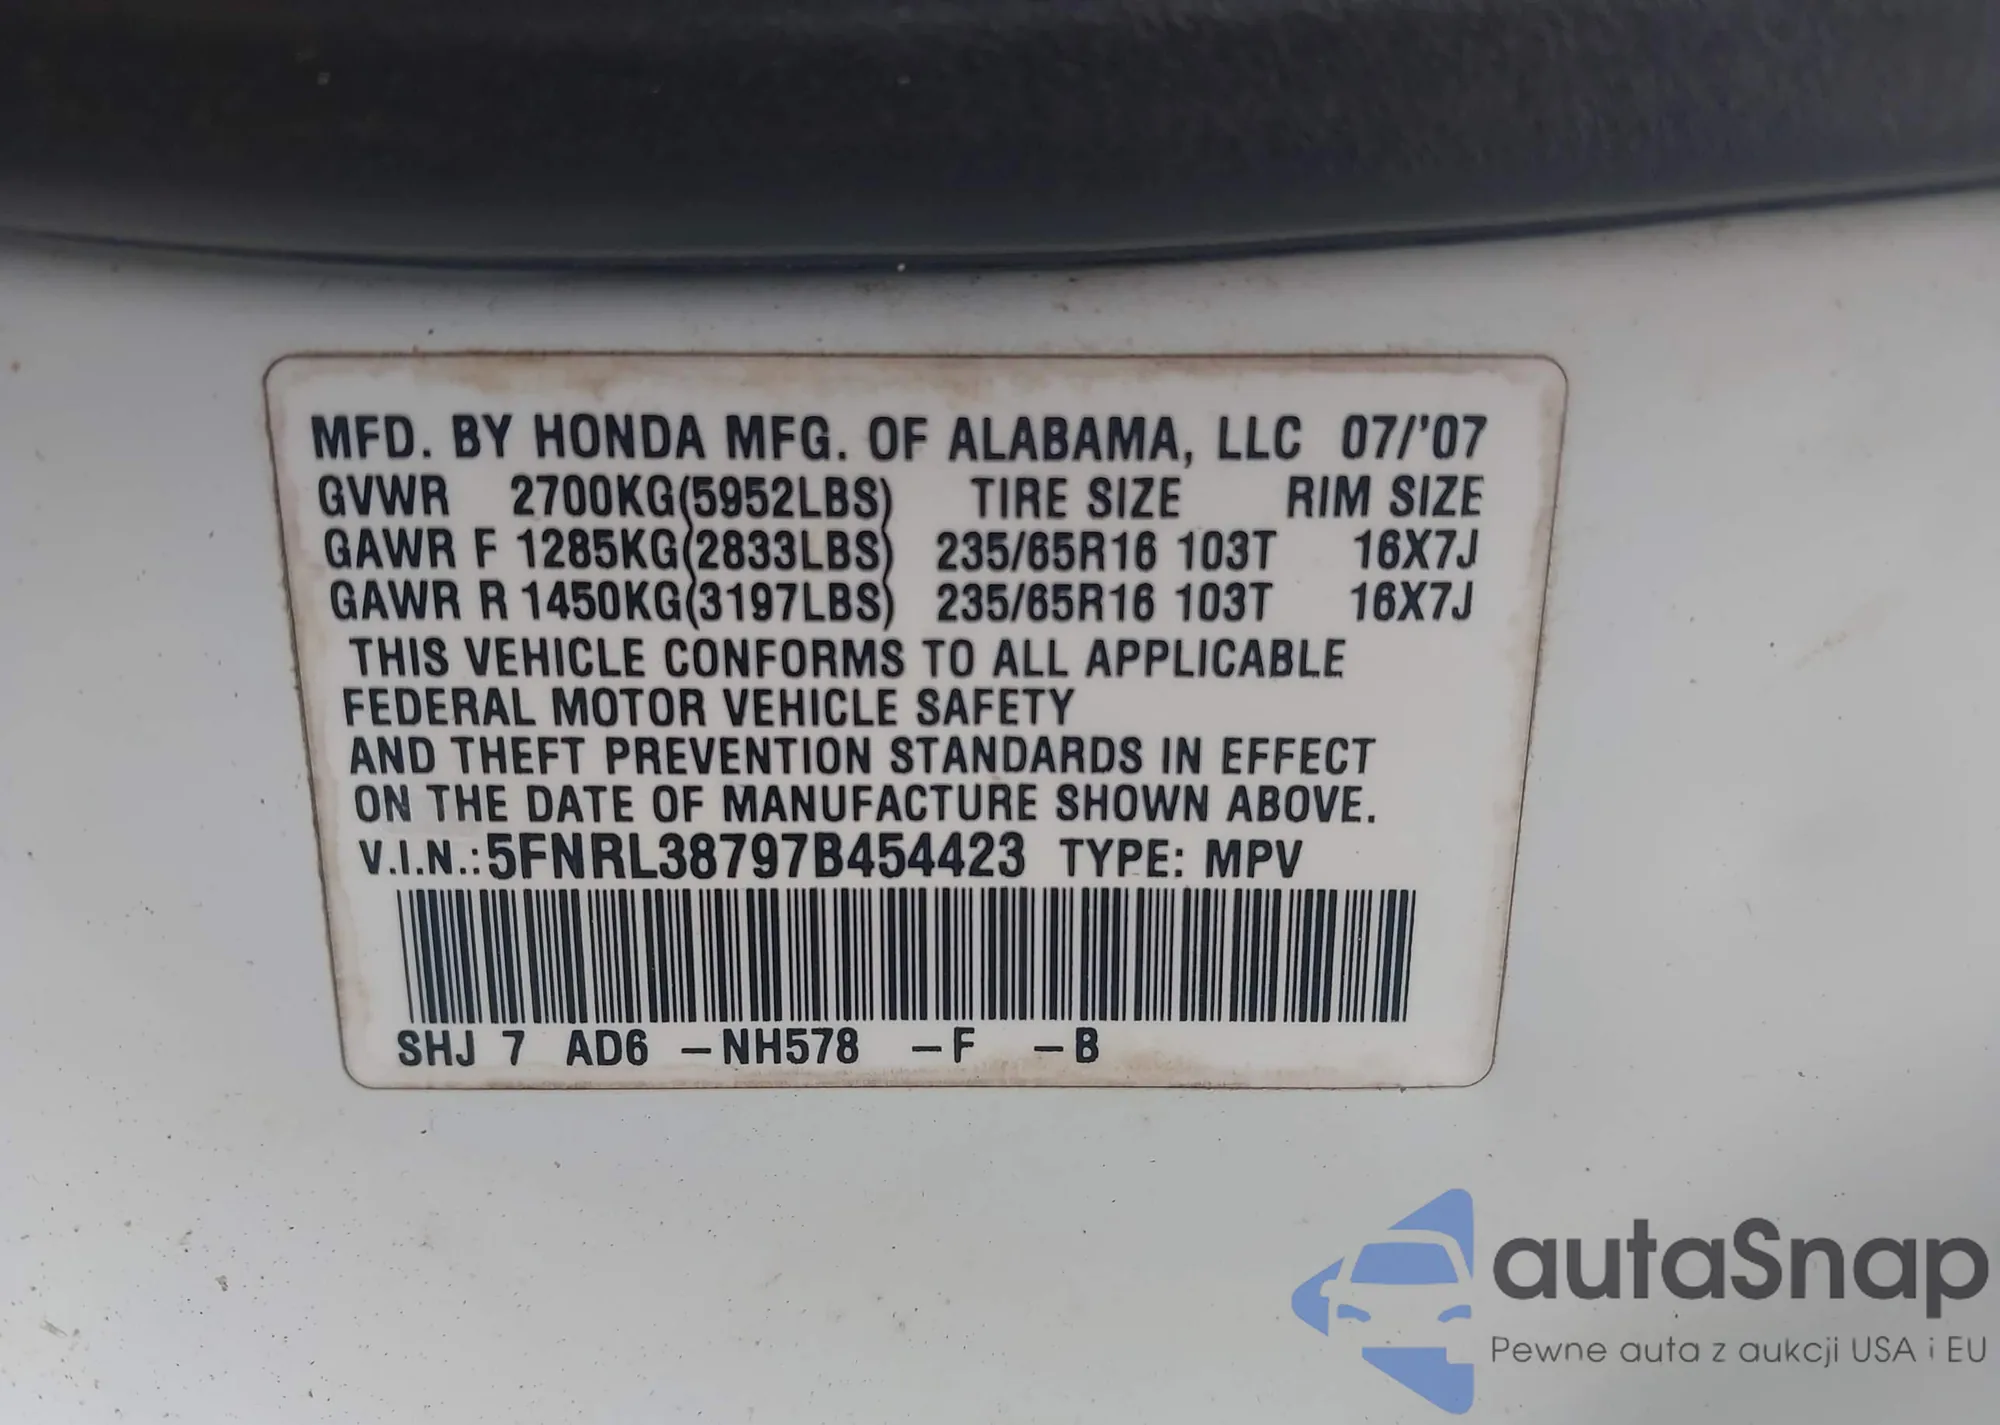 MFD. BY HONDA MFG. OF ALABAMA, LLC 07/'07
GVWR 2700KG(5952LBS) TIRE SIZE RIM SIZE
GAWR F 1285KG(2833LBS) 235/65R16 103T 16X7J
GAWR R 1450KG(3197LBS) 235/65R16 103T 16X7J
THIS VEHICLE CONFORMS TO ALL APPLICABLE
FEDERAL MOTOR VEHICLE SAFETY
AND THEFT PREVENTION STANDARDS IN EFFECT
ON THE DATE OF MANUFACTURE SHOWN ABOVE.
V.I.N.:5FNRL38797B454423 TYPE: MPV
SHJ 7 AD6 –NH578 –F –B
autaSnap
Pewne auta z aukcji USA i EU